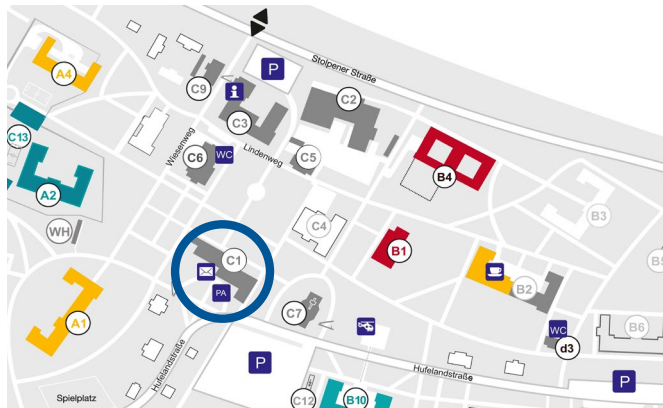 Stolpener Straße
A4
P
C9
C2
C3
C13
Wiesenweg
Lindenweg
C6
WC
C5
B4
A2
B3
WH
C4
C1
B1
PA
B2
A1
C7
WC
d3
B6
Hufelandstraße
P
Hufelandstraße
P
C12
B10
Spielplatz